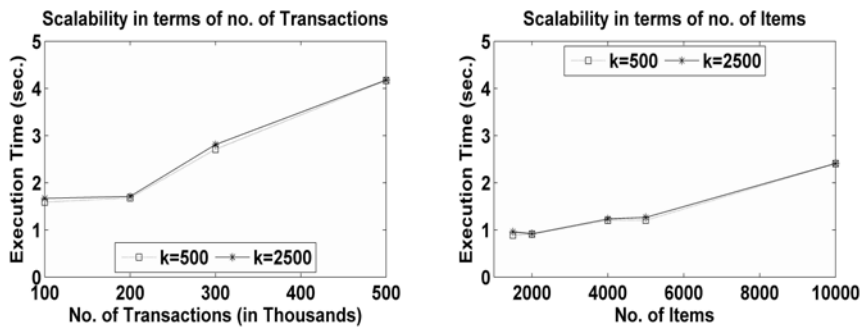 Scalability in terms of no. of Transactions
5
4
3
2
1
0
Execution Time (sec.)
k=500 k=2500
100 200 300 400 500
No. of Transactions (in Thousands)
Scalability in terms of no. of Items
k=500 k=2500
5
4
3
2
1
0
Execution Time (sec.)
2000 4000 6000 8000 10000
No. of Items